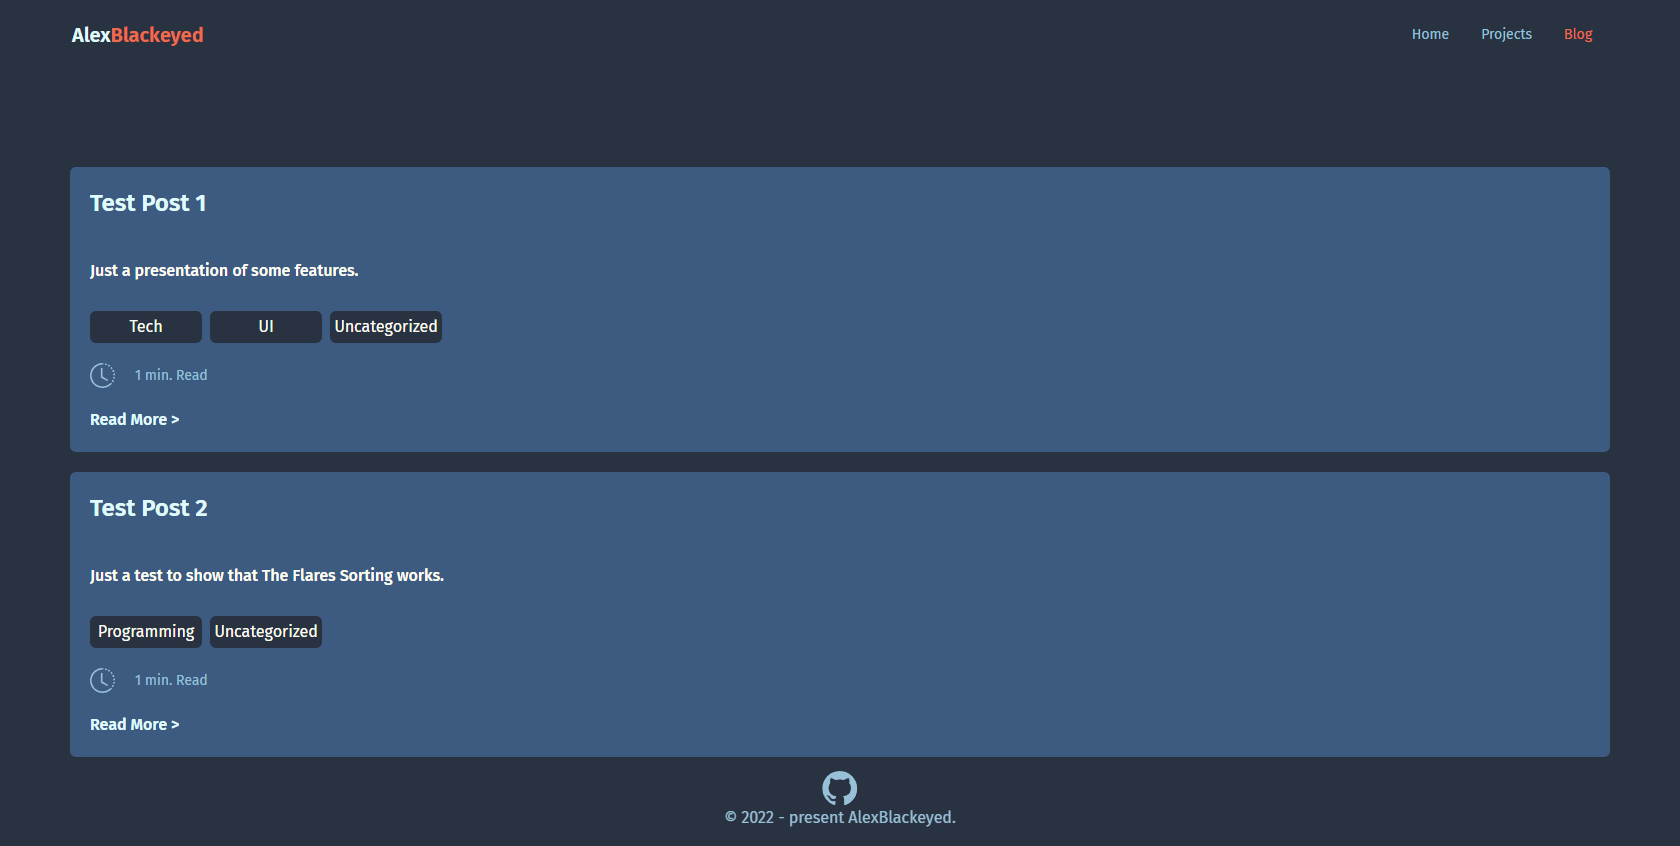 AlexBlackeyed
Home Projects Blog
Test Post 1
Just a presentation of some features.
Tech UI Uncategorized
1 min. Read
Read More >
Test Post 2
Just a test to show that The Flares Sorting works.
Programming Uncategorized
1 min. Read
Read More >
© 2022 - present AlexBlackeyed.